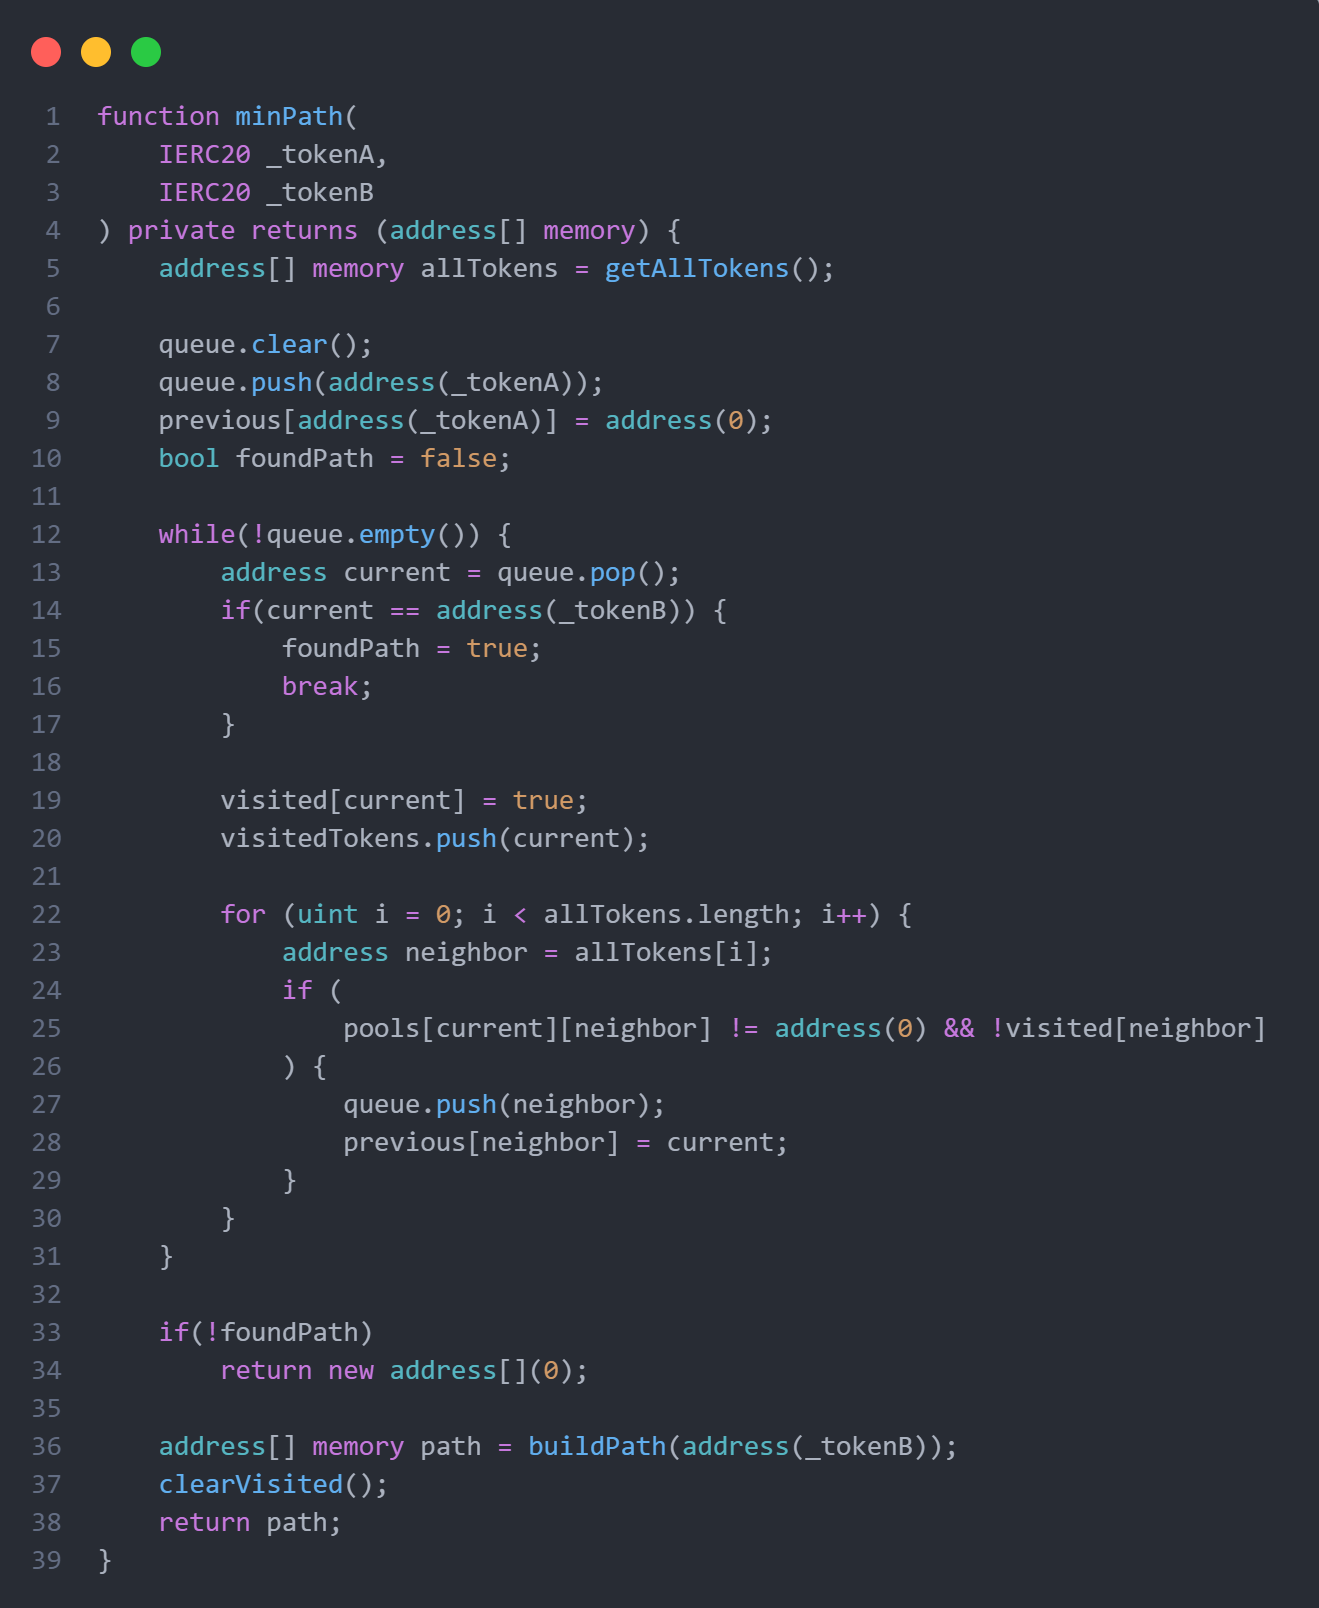 1 function minPath(
2     IERC20 _tokenA,
3     IERC20 _tokenB
4 ) private returns (address[] memory) {
5     address[] memory allTokens = getAllTokens();
6
7     queue.clear();
8     queue.push(address(_tokenA));
9     previous[address(_tokenA)] = address(0);
10     bool foundPath = false;
11
12     while(!queue.empty()) {
13         address current = queue.pop();
14         if(current == address(_tokenB)) {
15             foundPath = true;
16             break;
17         }
18
19         visited[current] = true;
20         visitedTokens.push(current);
21
22         for (uint i = 0; i < allTokens.length; i++) {
23             address neighbor = allTokens[i];
24             if (
25                 pools[current][neighbor] != address(0) && !visited[neighbor]
26             ) {
27                 queue.push(neighbor);
28                 previous[neighbor] = current;
29             }
30         }
31     }
32
33     if(!foundPath)
34         return new address[](0);
35
36     address[] memory path = buildPath(address(_tokenB));
37     clearVisited();
38     return path;
39 }